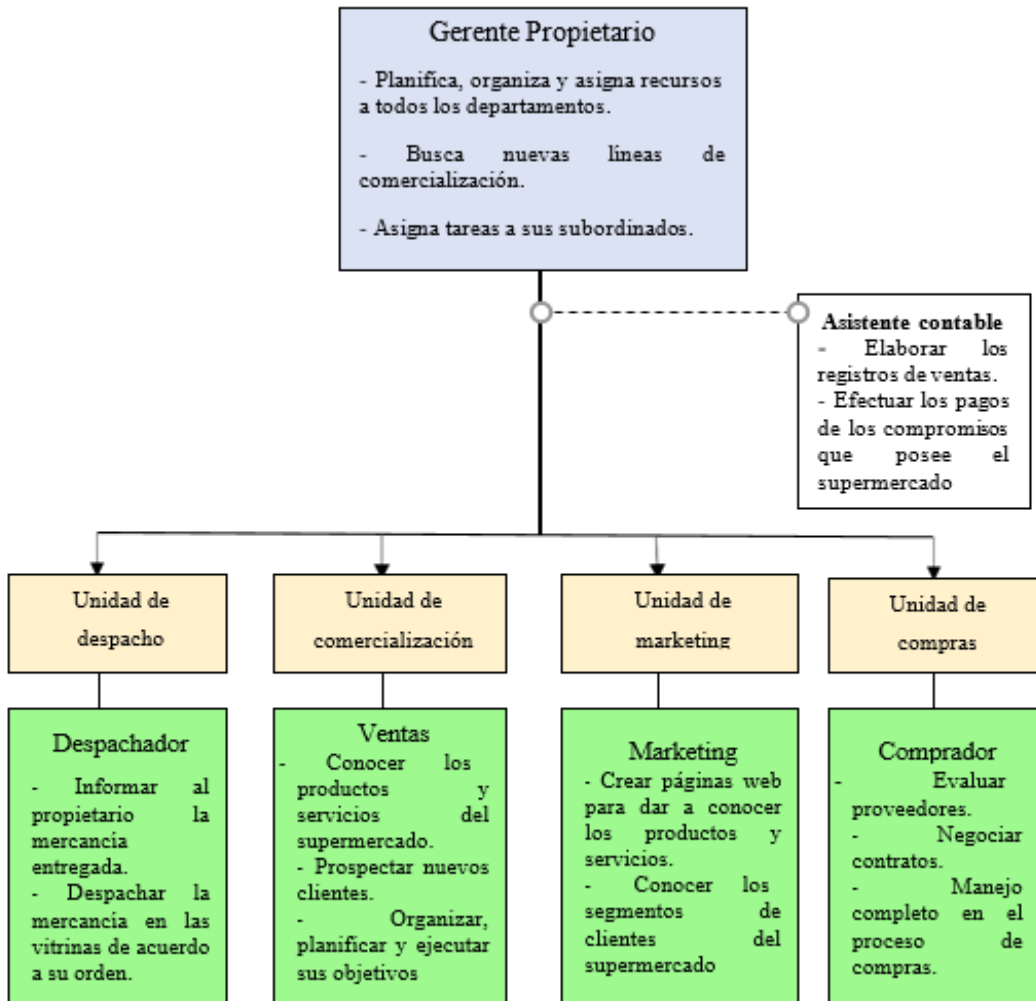 Gerente Propietario
- Planifica, organiza y asigna recursos
a todos los departamentos.
- Busca nuevas líneas de
comercialización.
- Asigna tareas a sus subordinados.
Asistente contable
- Elaborar los
registros de ventas.
- Efectuar los pagos
de los compromisos
que posee el
supermercado
Unidad de
despacho
Unidad de
comercialización
Unidad de
marketing
Unidad de
compras
Despachador
- Informar al
propietario la
mercancía
entregada.
- Despachar la
mercancía en las
vitrinas de acuerdo
a su orden.
Ventas
- Conocer los
productos y
servicios del
supermercado.
- Prospectar nuevos
clientes.
- Organizar,
planificar y ejecutar
sus objetivos
Marketing
- Crear páginas web
para dar a conocer
los productos y
servicios.
- Conocer los
segmentos de
clientes del
supermercado
Comprador
- Evaluar
proveedores.
- Negociar
contratos.
- Manejo
completo en el
proceso de
compras.